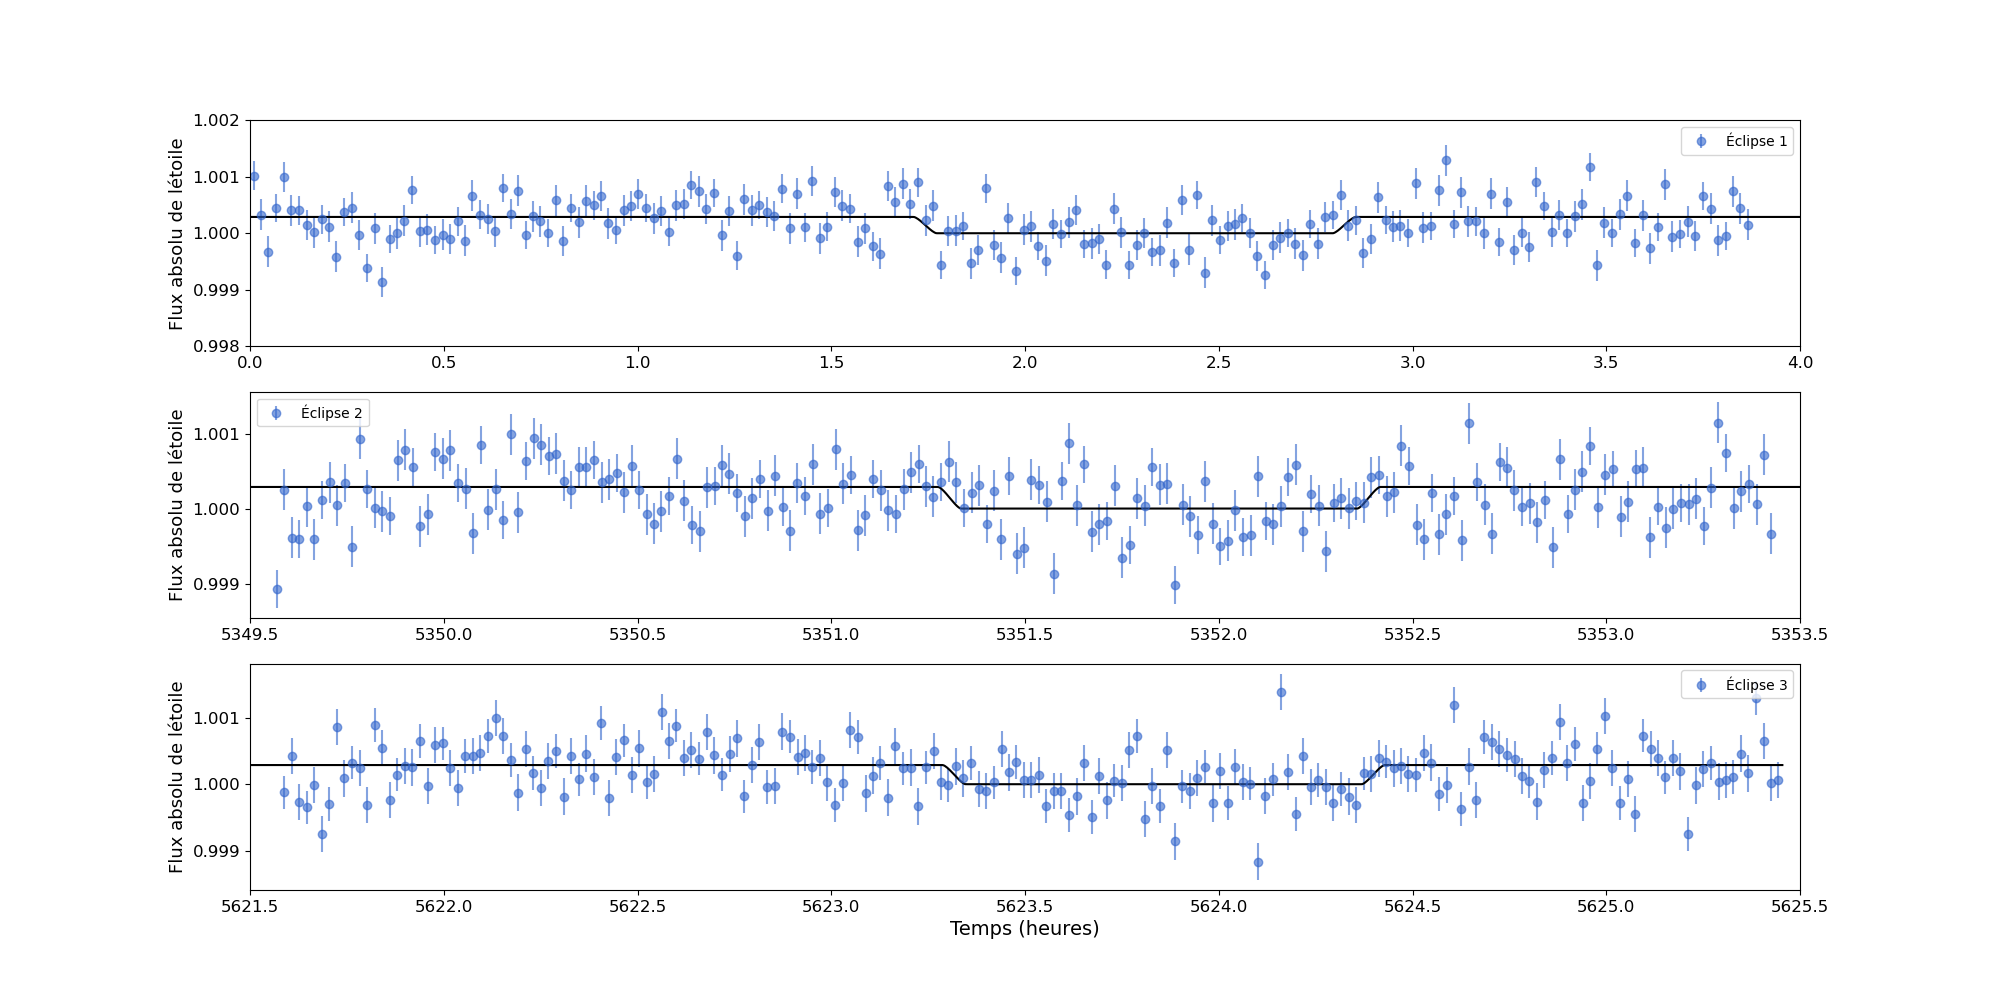 Flux absolu de létoile
1.002
1.001
1.000
0.999
0.998
Éclipse 1
0.0 0.5 1.0 1.5 2.0 2.5 3.0 3.5 4.0
Flux absolu de létoile
1.001
1.000
0.999
Éclipse 2
5349.5 5350.0 5350.5 5351.0 5351.5 5352.0 5352.5 5353.0 5353.5
Flux absolu de létoile
1.001
1.000
0.999
Éclipse 3
5621.5 5622.0 5622.5 5623.0 5623.5 5624.0 5624.5 5625.0 5625.5
Temps (heures)